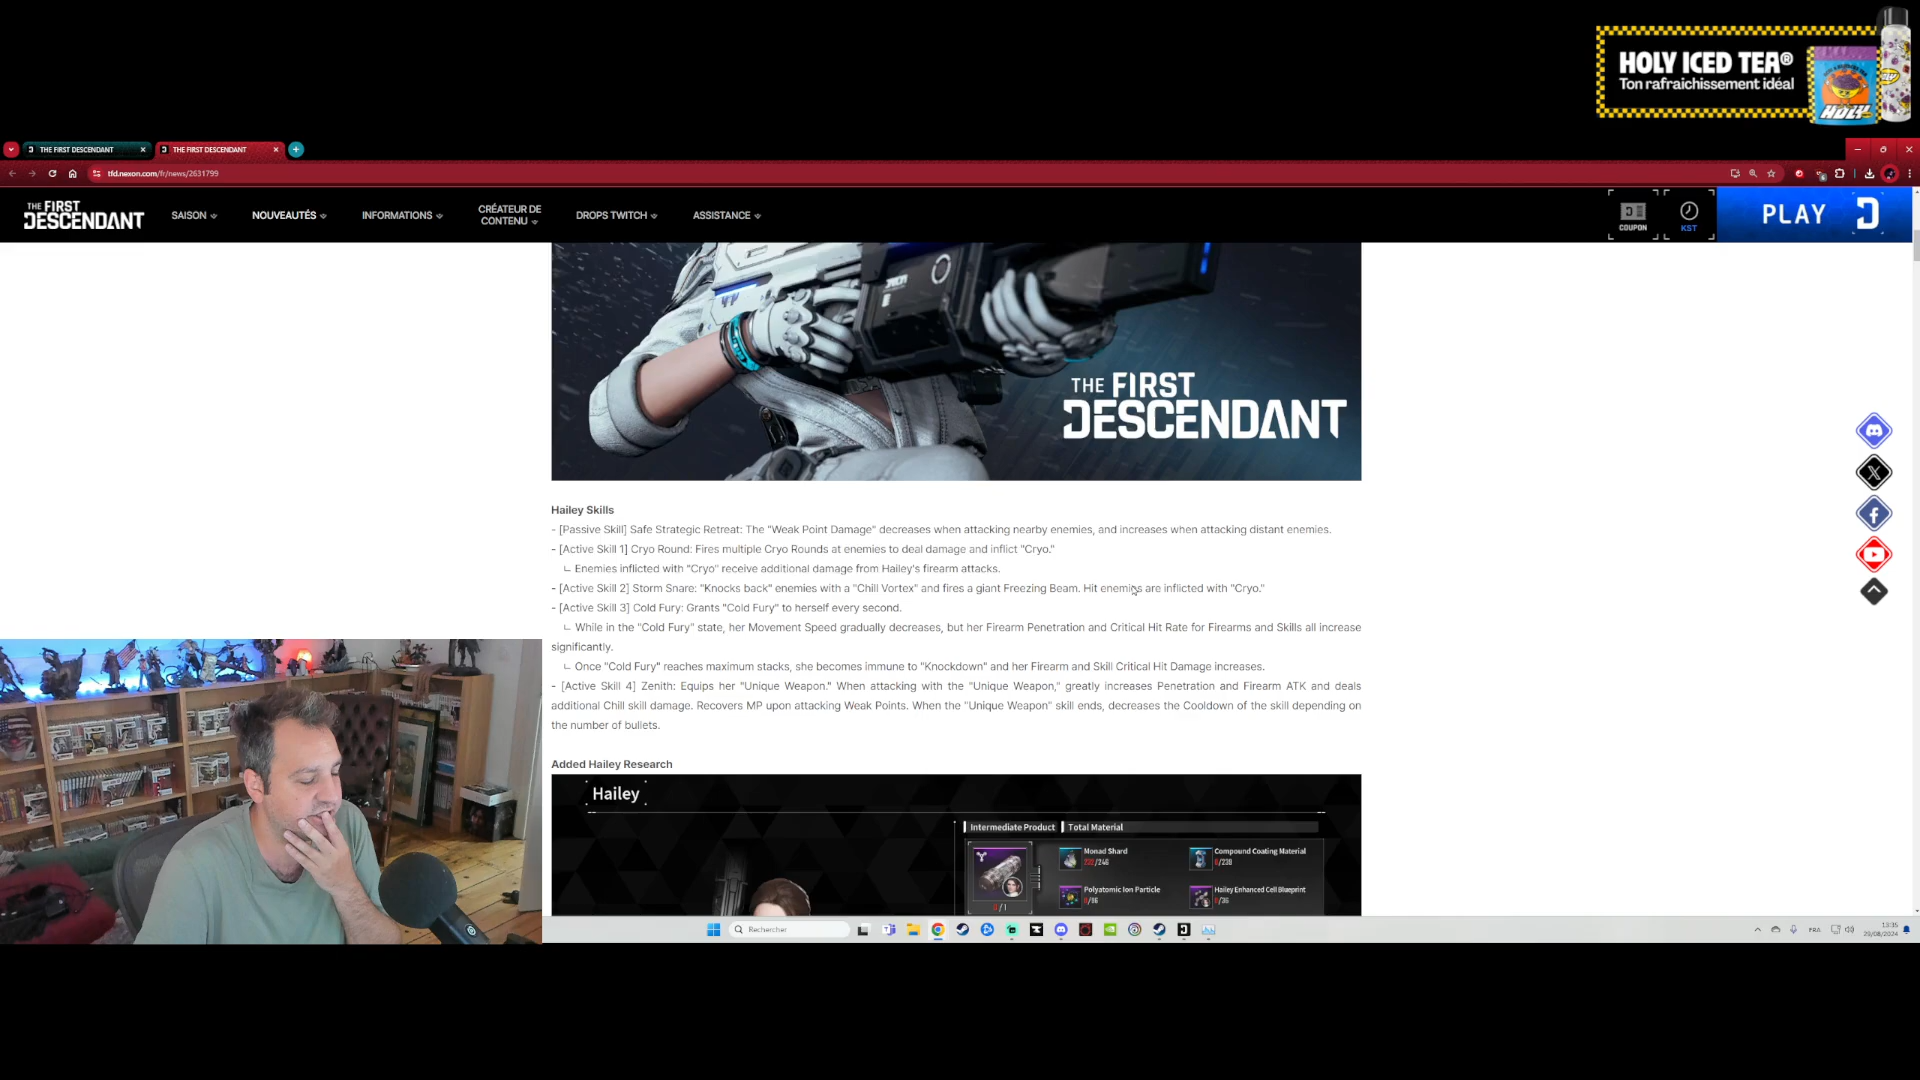 HOLY ICED TEA®
Ton rafraichissement idéal
HOLY
THE FIRST DESCENDANT
THE FIRST DESCENDANT
tfd.nexon.com/fr/news/2631799
THE FIRST
DESCENDANT
SAISON
NOUVEAUTÉS
INFORMATIONS
CRÉATEUR DE
CONTENU
DROPS TWITCH
ASSISTANCE
COUPON
KST
PLAY
THE FIRST
DESCENDANT
Hailey Skills
- [Passive Skill] Safe Strategic Retreat: The "Weak Point Damage" decreases when attacking nearby enemies, and increases when attacking distant enemies.
- [Active Skill 1] Cryo Round: Fires multiple Cryo Rounds at enemies to deal damage and inflict "Cryo."
ㄴ Enemies inflicted with "Cryo" receive additional damage from Hailey's firearm attacks.
- [Active Skill 2] Storm Snare: "Knocks back" enemies with a "Chill Vortex" and fires a giant Freezing Beam. Hit enemies are inflicted with "Cryo."
- [Active Skill 3] Cold Fury: Grants "Cold Fury" to herself every second.
ㄴ While in the "Cold Fury" state, her Movement Speed gradually decreases, but her Firearm Penetration and Critical Hit Rate for Firearms and Skills all increase
significantly.
ㄴ Once "Cold Fury" reaches maximum stacks, she becomes immune to "Knockdown" and her Firearm and Skill Critical Hit Damage increases.
- [Active Skill 4] Zenith: Equips her "Unique Weapon." When attacking with the "Unique Weapon," greatly increases Penetration and Firearm ATK and deals
additional Chill skill damage. Recovers MP upon attacking Weak Points. When the "Unique Weapon" skill ends, decreases the Cooldown of the skill depending on
the number of bullets.
Added Hailey Research
Hailey
Intermediate Product
Total Material
Monad Shard
/246
Compound Coating Material
Polyatomic Ion Particle
Hailey Enhanced Cell Blueprint
0/1
Rechercher
FRA
13:35
29/08/2024